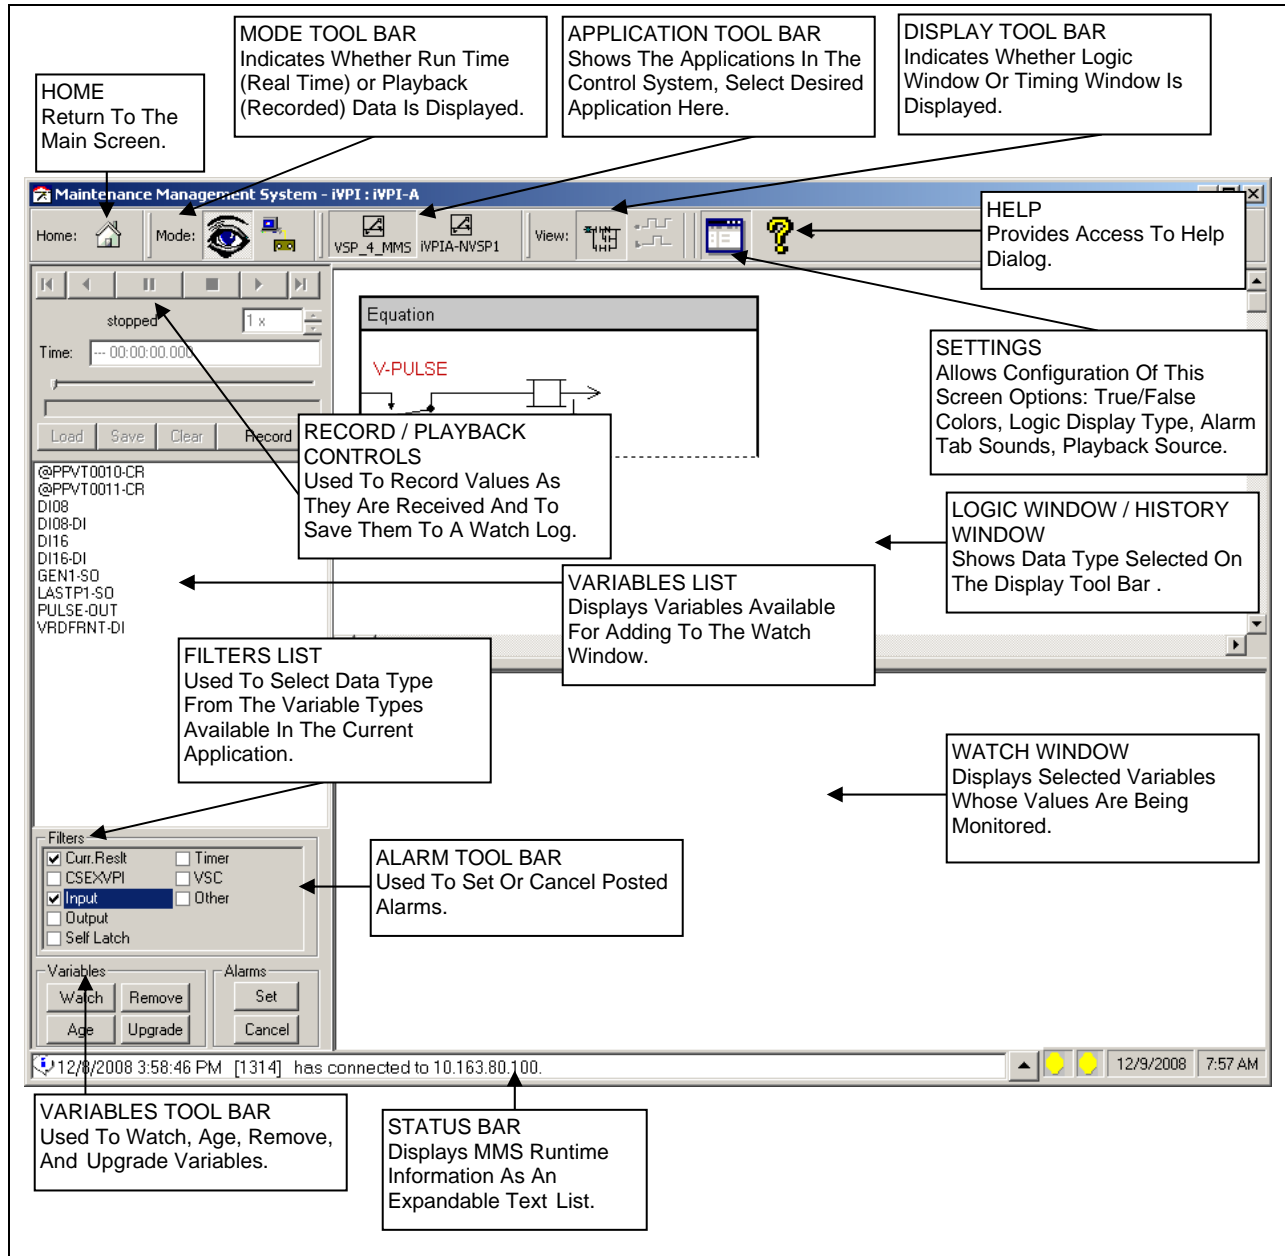 MODE TOOL BAR
Indicates Whether Run Time
(Real Time) or Playback
(Recorded) Data Is Displayed.
APPLICATION TOOL BAR
Shows The Applications In The
Control System, Select Desired
Application Here.
DISPLAY TOOL BAR
Indicates Whether Logic
Window Or Timing Window Is
Displayed.
HOME
Return To The
Main Screen.
Maintenance Management System - iVPI : iVPI-A
Home:
Mode:
VSP_4_MMS
iVPIA-NVSP1
View:
HELP
Provides Access To Help
Dialog.
stopped
1 x
Time:
--- 00:00:00.000
Load
Save
Clear
Record
Equation
V-PULSE
SETTINGS
Allows Configuration Of This
Screen Options: True/False
Colors, Logic Display Type, Alarm
Tab Sounds, Playback Source.
RECORD / PLAYBACK
CONTROLS
Used To Record Values As
They Are Received And To
Save Them To A Watch Log.
@PPVT0010-CR
@PPVT0011-CR
DI08
DI08-DI
DI16
DI16-DI
GEN1-SO
LASTP1-SO
PULSE-OUT
VRDFRNT-DI
LOGIC WINDOW / HISTORY
WINDOW
Shows Data Type Selected On
The Display Tool Bar .
VARIABLES LIST
Displays Variables Available
For Adding To The Watch
Window.
FILTERS LIST
Used To Select Data Type
From The Variable Types
Available In The Current
Application.
WATCH WINDOW
Displays Selected Variables
Whose Values Are Being
Monitored.
Filters
Curr.Reslt
Timer
CSEXVPI
VSC
Input
Other
Output
Self Latch
ALARM TOOL BAR
Used To Set Or Cancel Posted
Alarms.
Variables
Alarms
Watch
Remove
Set
Age
Upgrade
Cancel
12/8/2008 3:58:46 PM [1314] has connected to 10.163.80.100.
12/9/2008
7:57 AM
VARIABLES TOOL BAR
Used To Watch, Age, Remove,
And Upgrade Variables.
STATUS BAR
Displays MMS Runtime
Information As An
Expandable Text List.